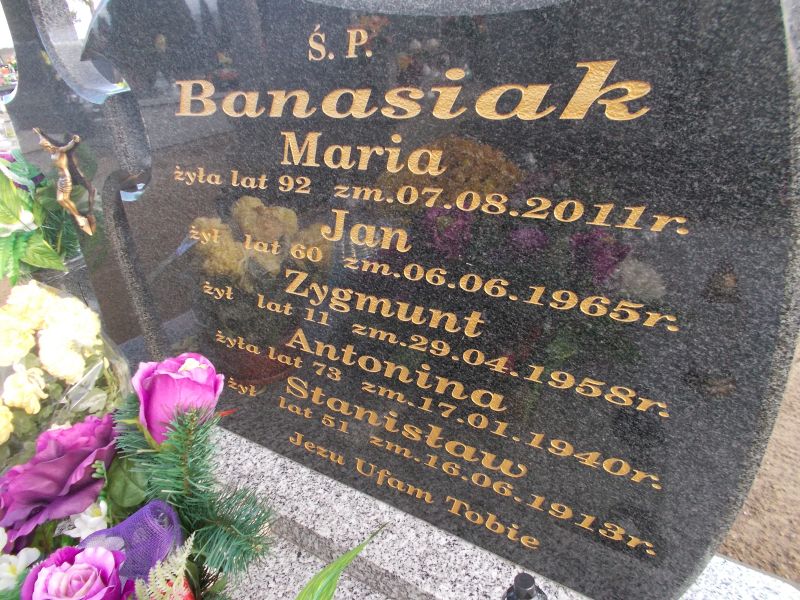 Ś. P.
Banasiak
Maria
żyła lat 92 zm.07.08.2011r.
Jan
żył lat 60 zm.06.06.1965r.
Zygmunt
żył lat 11 zm.29.04.1958r.
Antonina
żyła lat 73 zm.17.01.1940r.
Stanisław
żył lat 51 zm.16.06.1913r.
Jezu Ufam Tobie